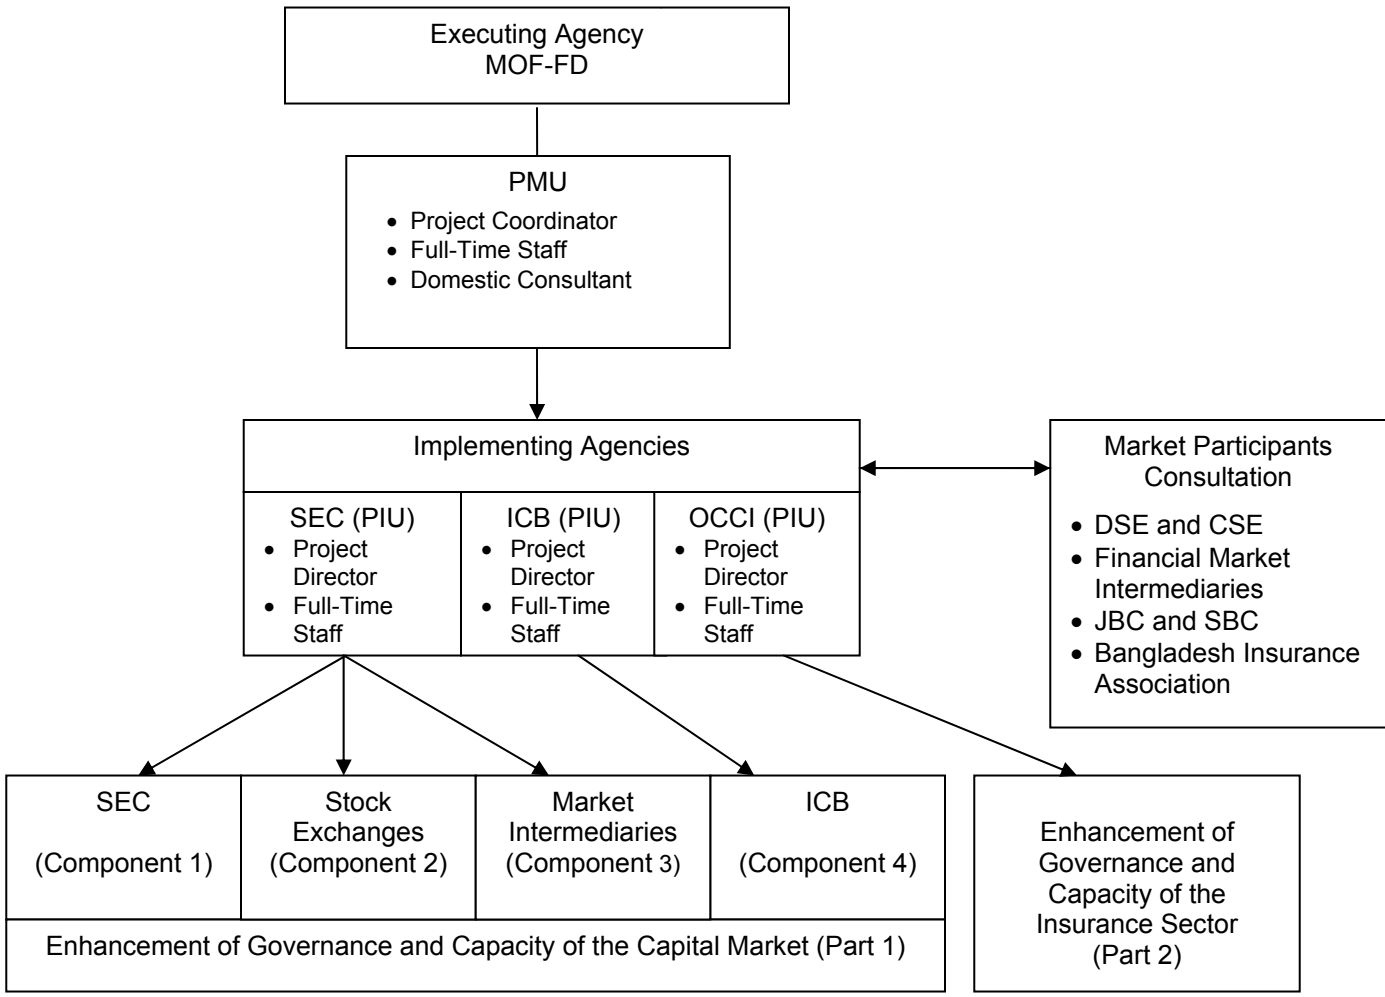 Executing Agency
MOF-FD
PMU
• Project Coordinator
• Full-Time Staff
• Domestic Consultant
Implementing Agencies
SEC (PIU)
• Project
Director
• Full-Time
Staff
ICB (PIU)
• Project
Director
• Full-Time
Staff
OCCI (PIU)
• Project
Director
• Full-Time
Staff
Market Participants
Consultation
• DSE and CSE
• Financial Market
Intermediaries
• JBC and SBC
• Bangladesh Insurance
Association
SEC
(Component 1)
Stock
Exchanges
(Component 2)
Market
Intermediaries
(Component 3)
ICB
(Component 4)
Enhancement of Governance and Capacity of the Capital Market (Part 1)
Enhancement of
Governance and
Capacity of the
Insurance Sector
(Part 2)